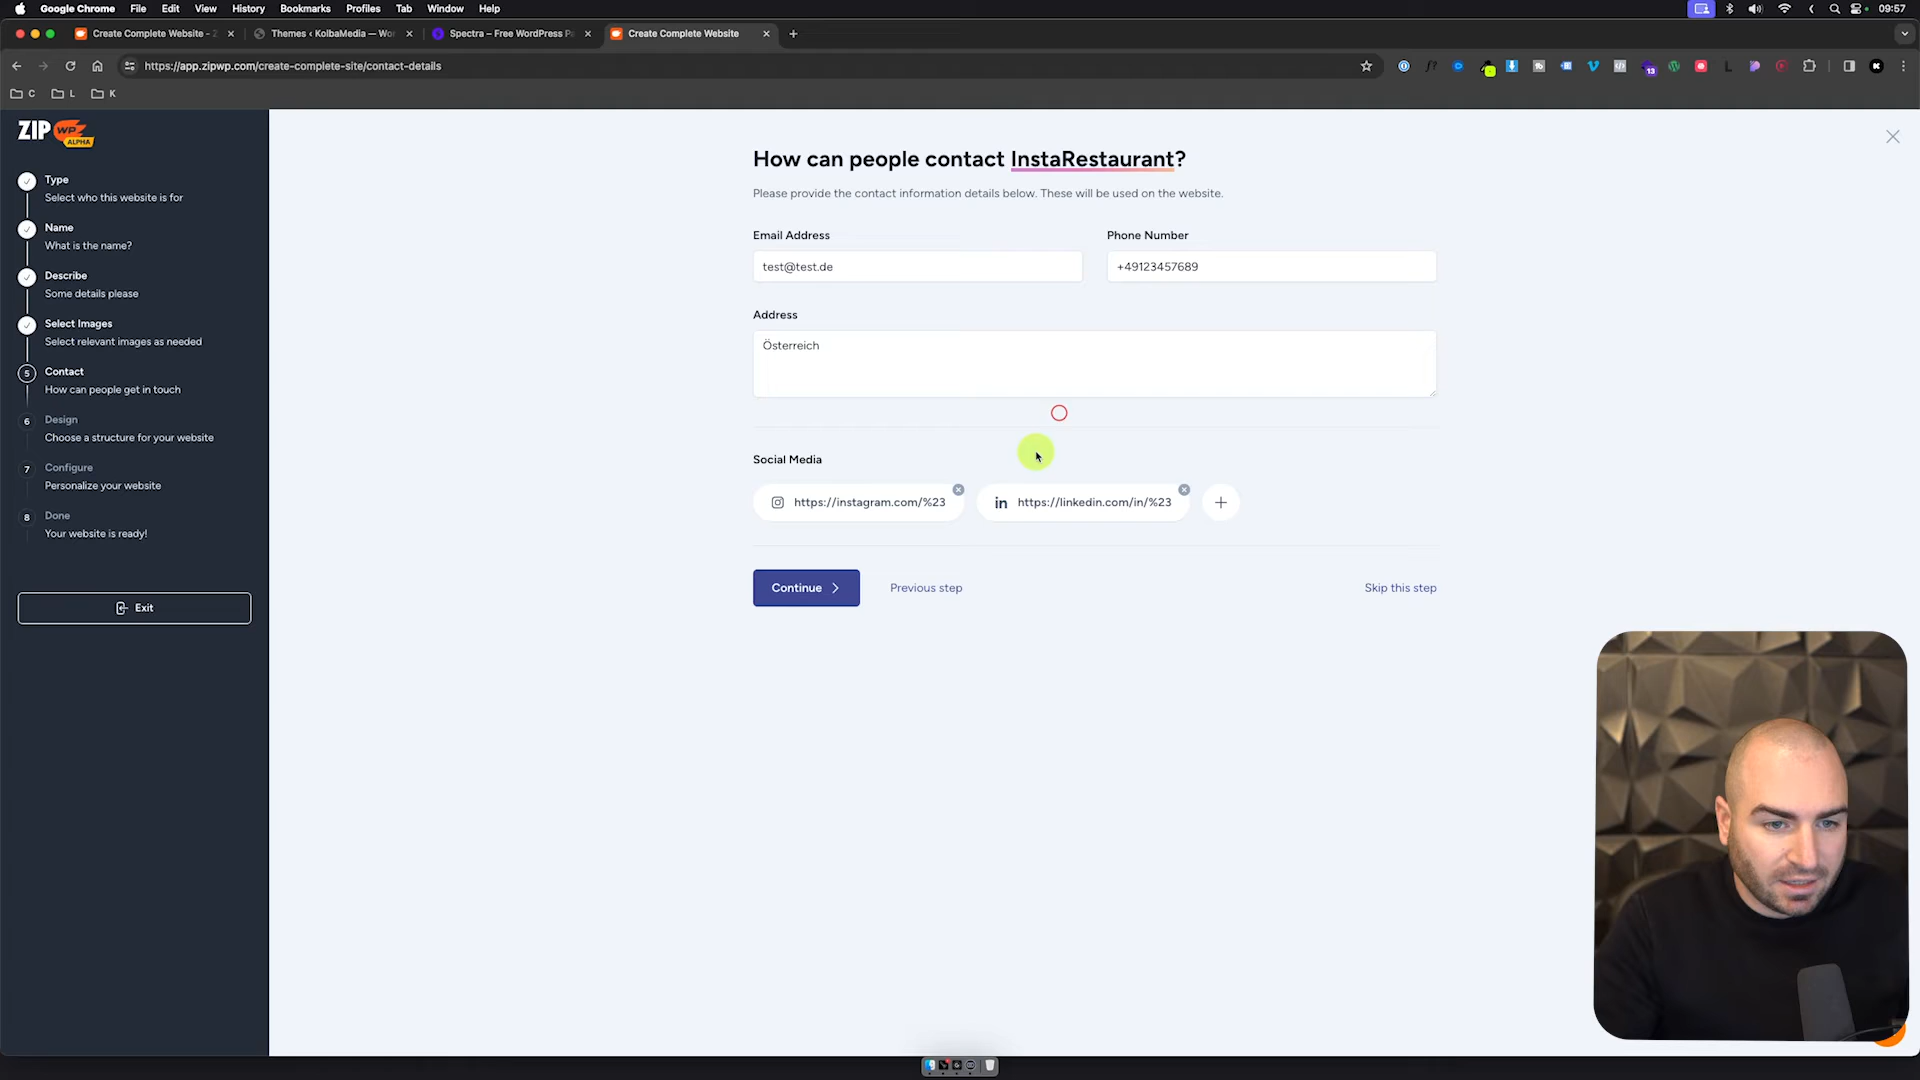 Google Chrome File Edit View History Bookmarks Profiles Tab Window Help 09:57
Create Complete Website - Themes ‹ KolbaMedia — Wor Spectra – Free WordPress P Create Complete Website
https://app.zipwp.com/create-complete-site/contact-details
C L K
ZIP WP ALPHA
Type
Select who this website is for
Name
What is the name?
Describe
Some details please
Select Images
Select relevant images as needed
5 Contact
How can people get in touch
6 Design
Choose a structure for your website
7 Configure
Personalize your website
8 Done
Your website is ready!
Exit
How can people contact InstaRestaurant?
Please provide the contact information details below. These will be used on the website.
Email Address Phone Number
test@test.de +49123457689
Address
Österreich
Social Media
https://instagram.com/%23 in https://linkedin.com/in/%23
Continue Previous step Skip this step